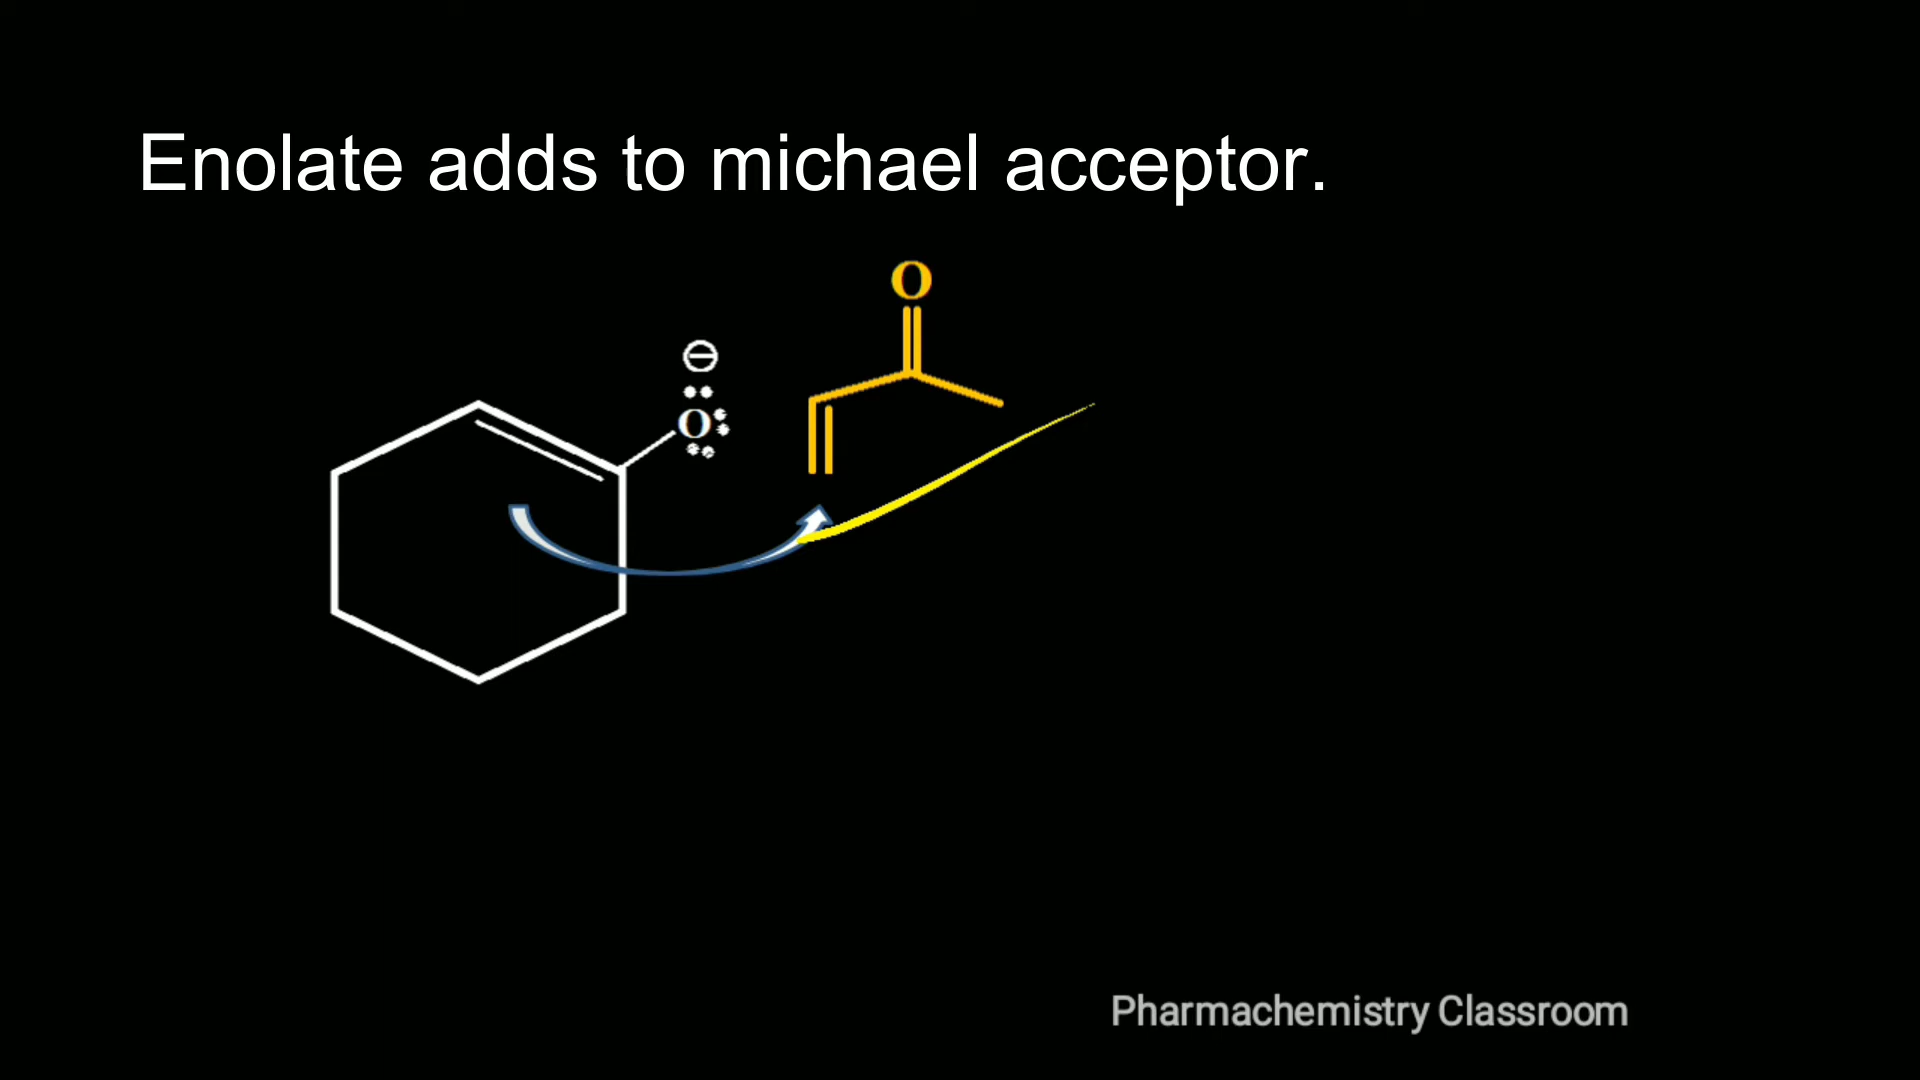 Enolate adds to michael acceptor.
O
⊖
O
Pharmachemistry Classroom